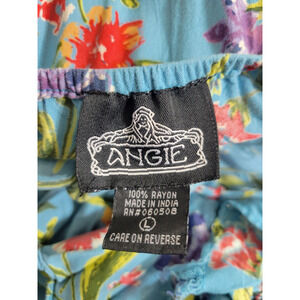 ANGIE
100% RAYON
MADE IN INDIA
RN#060508
L
CARE ON REVERSE